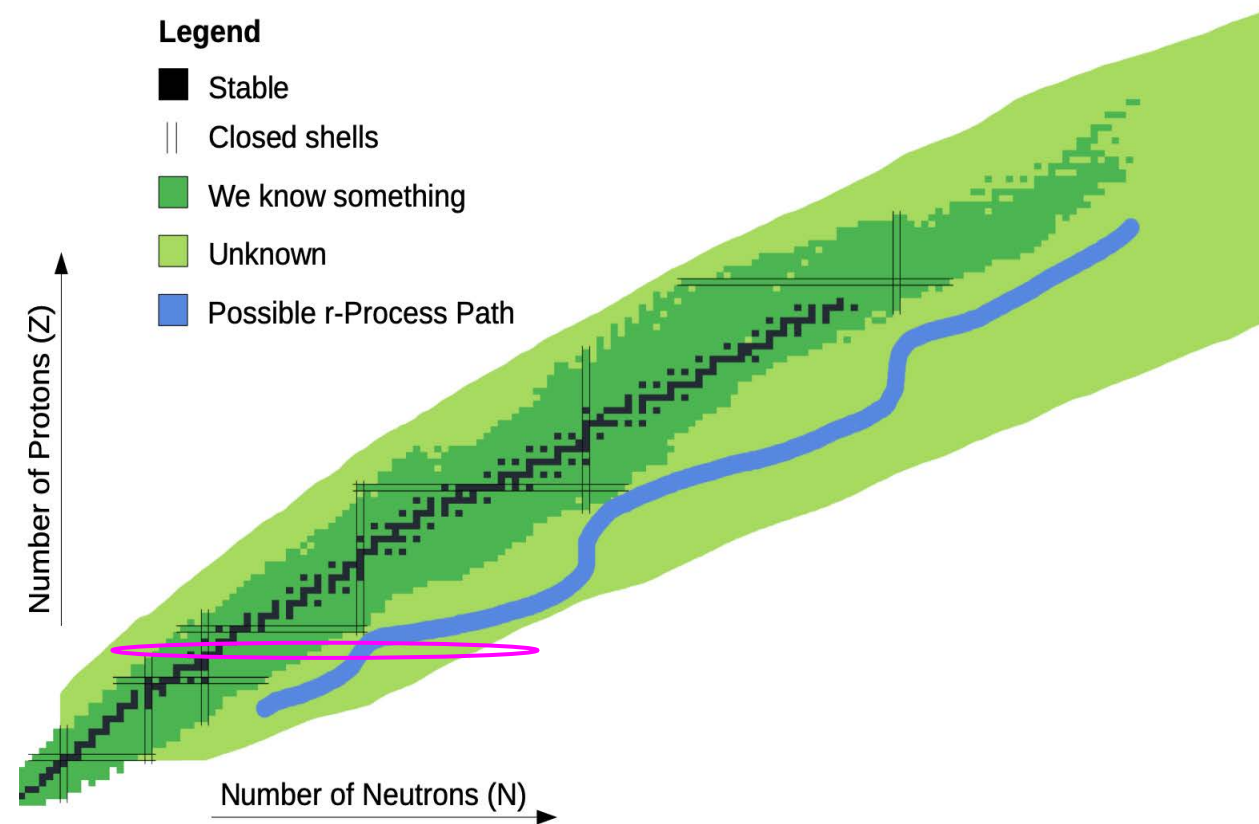 Legend
Stable
Closed shells
We know something
Unknown
Possible r-Process Path
Number of Protons (Z)
Number of Neutrons (N)